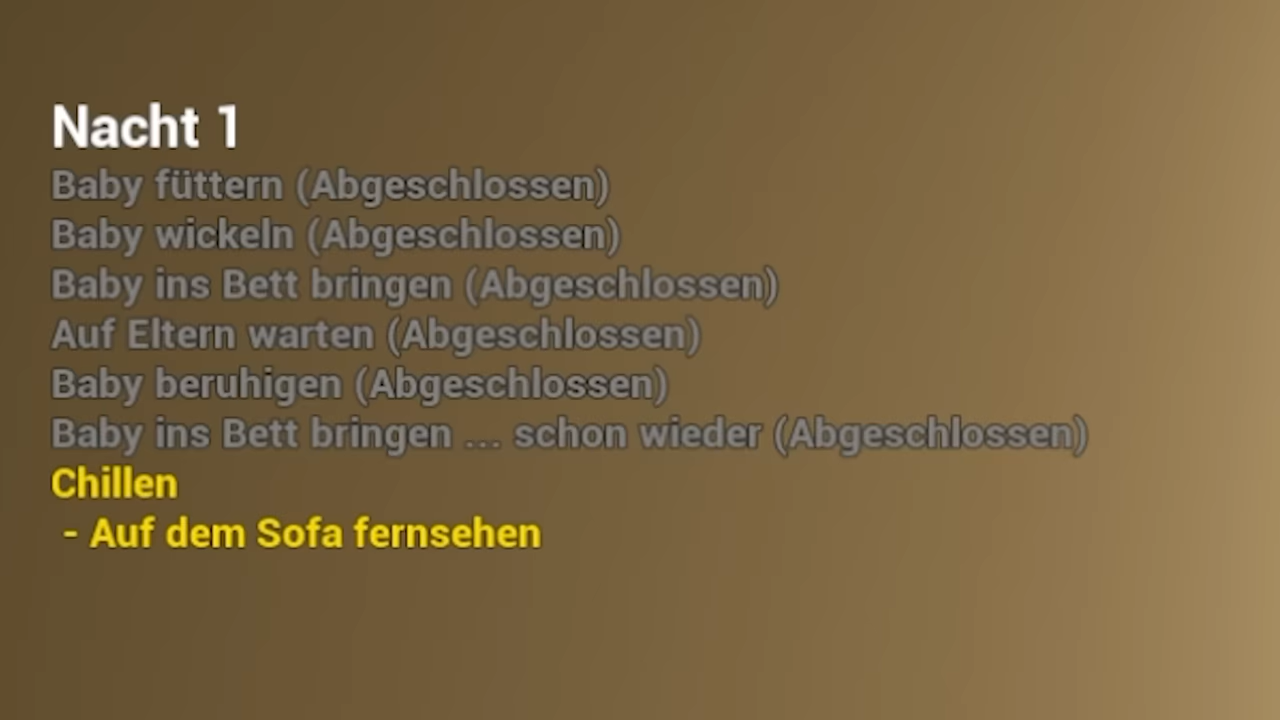 Nacht 1
Baby füttern (Abgeschlossen)
Baby wickeln (Abgeschlossen)
Baby ins Bett bringen (Abgeschlossen)
Auf Eltern warten (Abgeschlossen)
Baby beruhigen (Abgeschlossen)
Baby ins Bett bringen ... schon wieder (Abgeschlossen)
Chillen
- Auf dem Sofa fernsehen